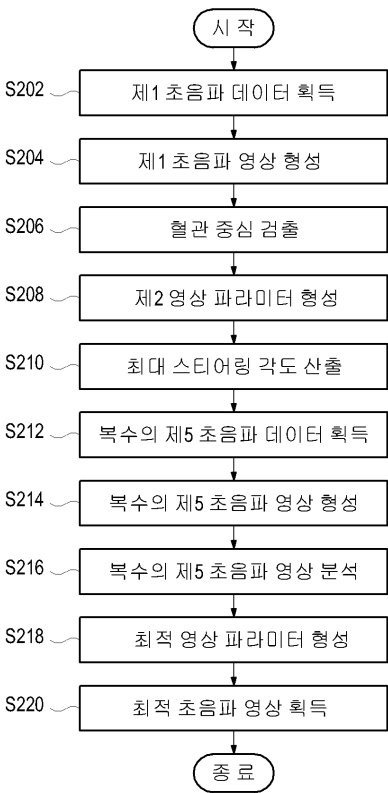 시 작
S202 제1 초음파 데이터 획득
S204 제1 초음파 영상 형성
S206 혈관 중심 검출
S208 제2 영상 파라미터 형성
S210 최대 스티어링 각도 산출
S212 복수의 제5 초음파 데이터 획득
S214 복수의 제5 초음파 영상 형성
S216 복수의 제5 초음파 영상 분석
S218 최적 영상 파라미터 형성
S220 최적 초음파 영상 획득
종 료